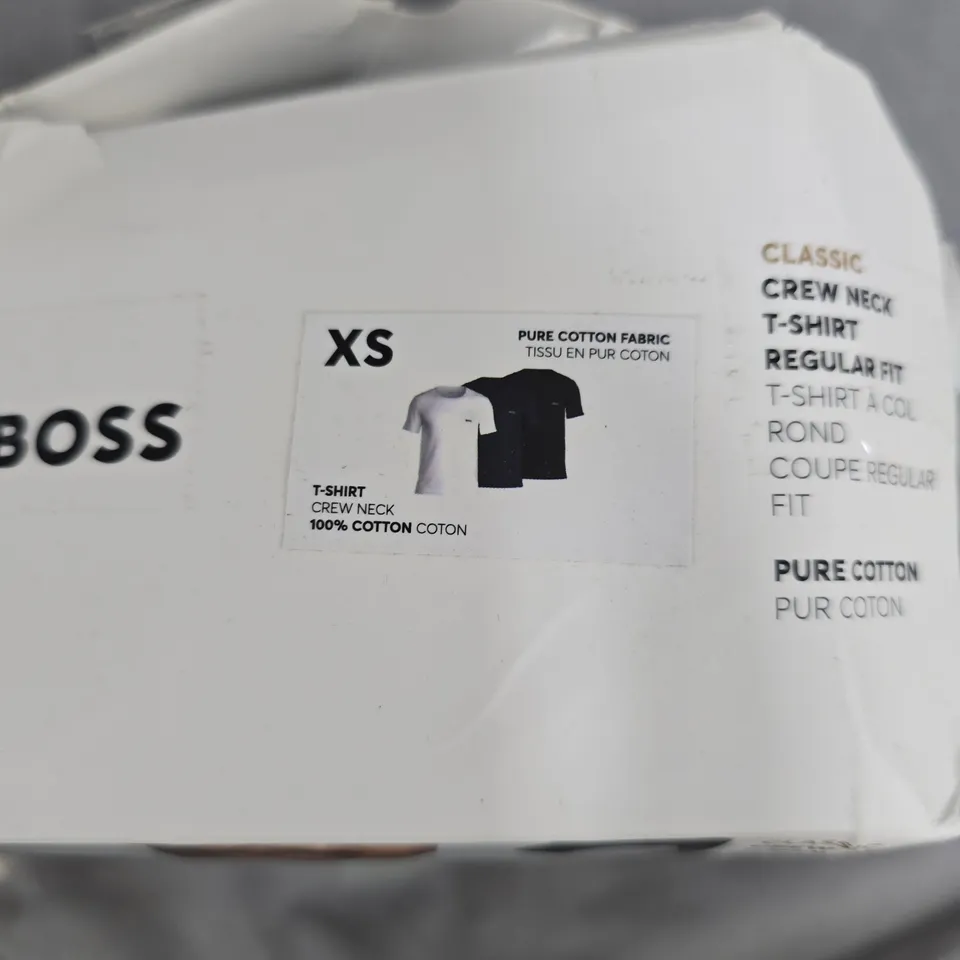 BOSS
XS
PURE COTTON FABRIC
TISSU EN PUR COTON
T-SHIRT
CREW NECK
100% COTTON COTON
CLASSIC
CREW NECK
T-SHIRT
REGULAR FIT
T-SHIRT À COL
ROND
COUPE REGULAR
FIT
PURE COTTON
PUR COTON